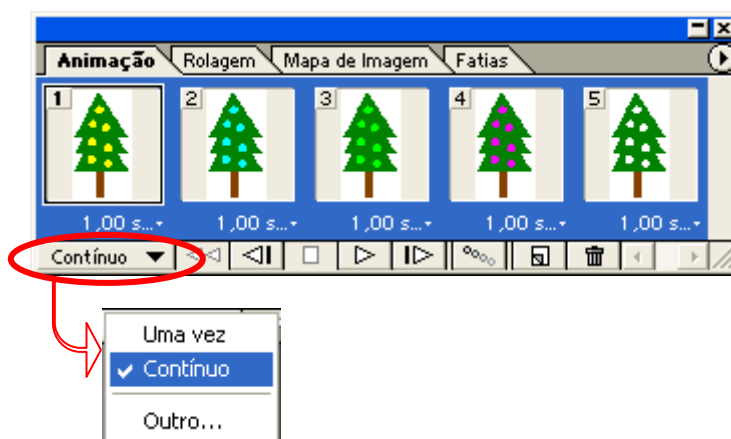 Animação Rolagem Mapa de Imagem Fatias
1 2 3 4 5
1,00 s... 1,00 s... 1,00 s... 1,00 s... 1,00 s...
Contínuo
Uma vez
Contínuo
Outro...